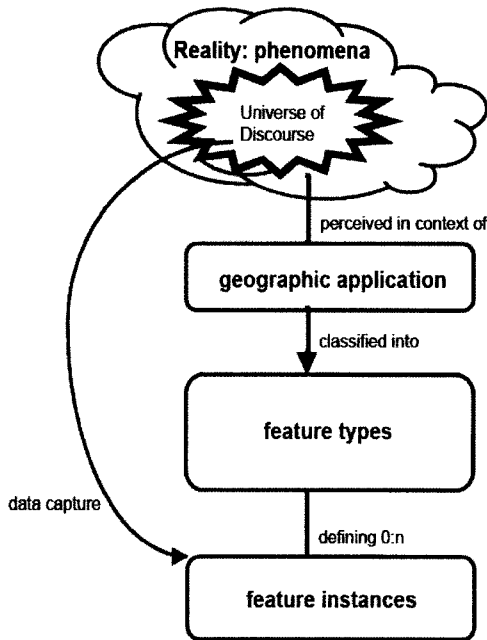 Reality: phenomena
Universe of
Discourse
perceived in context of
geographic application
classified into
feature types
data capture
defining 0:n
feature instances